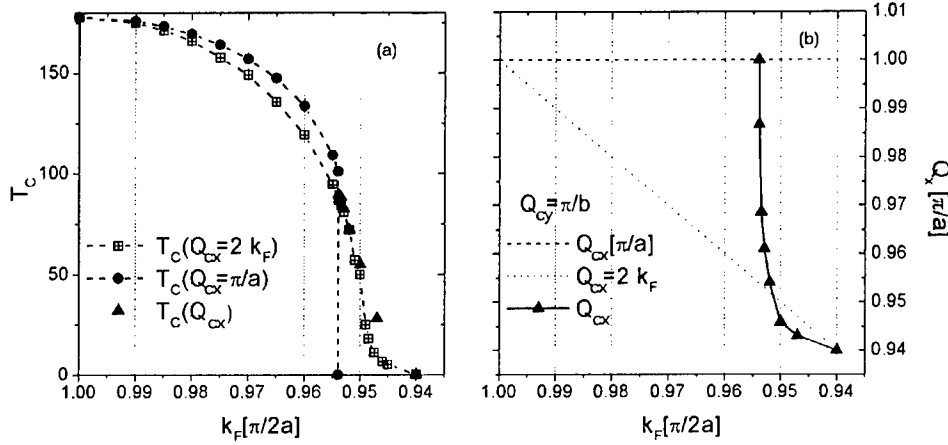 (a)
150
100
50
0
T_C
T_C(Q_cx=2 k_F)
T_C(Q_cx=π/a)
T_C(Q_cx)
1.00 0.99 0.98 0.97 0.96 0.95 0.94
k_F[π/2a]
(b)
1.01
1.00
0.99
0.98
0.97
0.96
0.95
0.94
Q_x [π/a]
Q_cy=π/b
Q_cx[π/a]
Q_cx=2 k_F
Q_cx
1.00 0.99 0.98 0.97 0.96 0.95 0.94
k_F[π/2a]